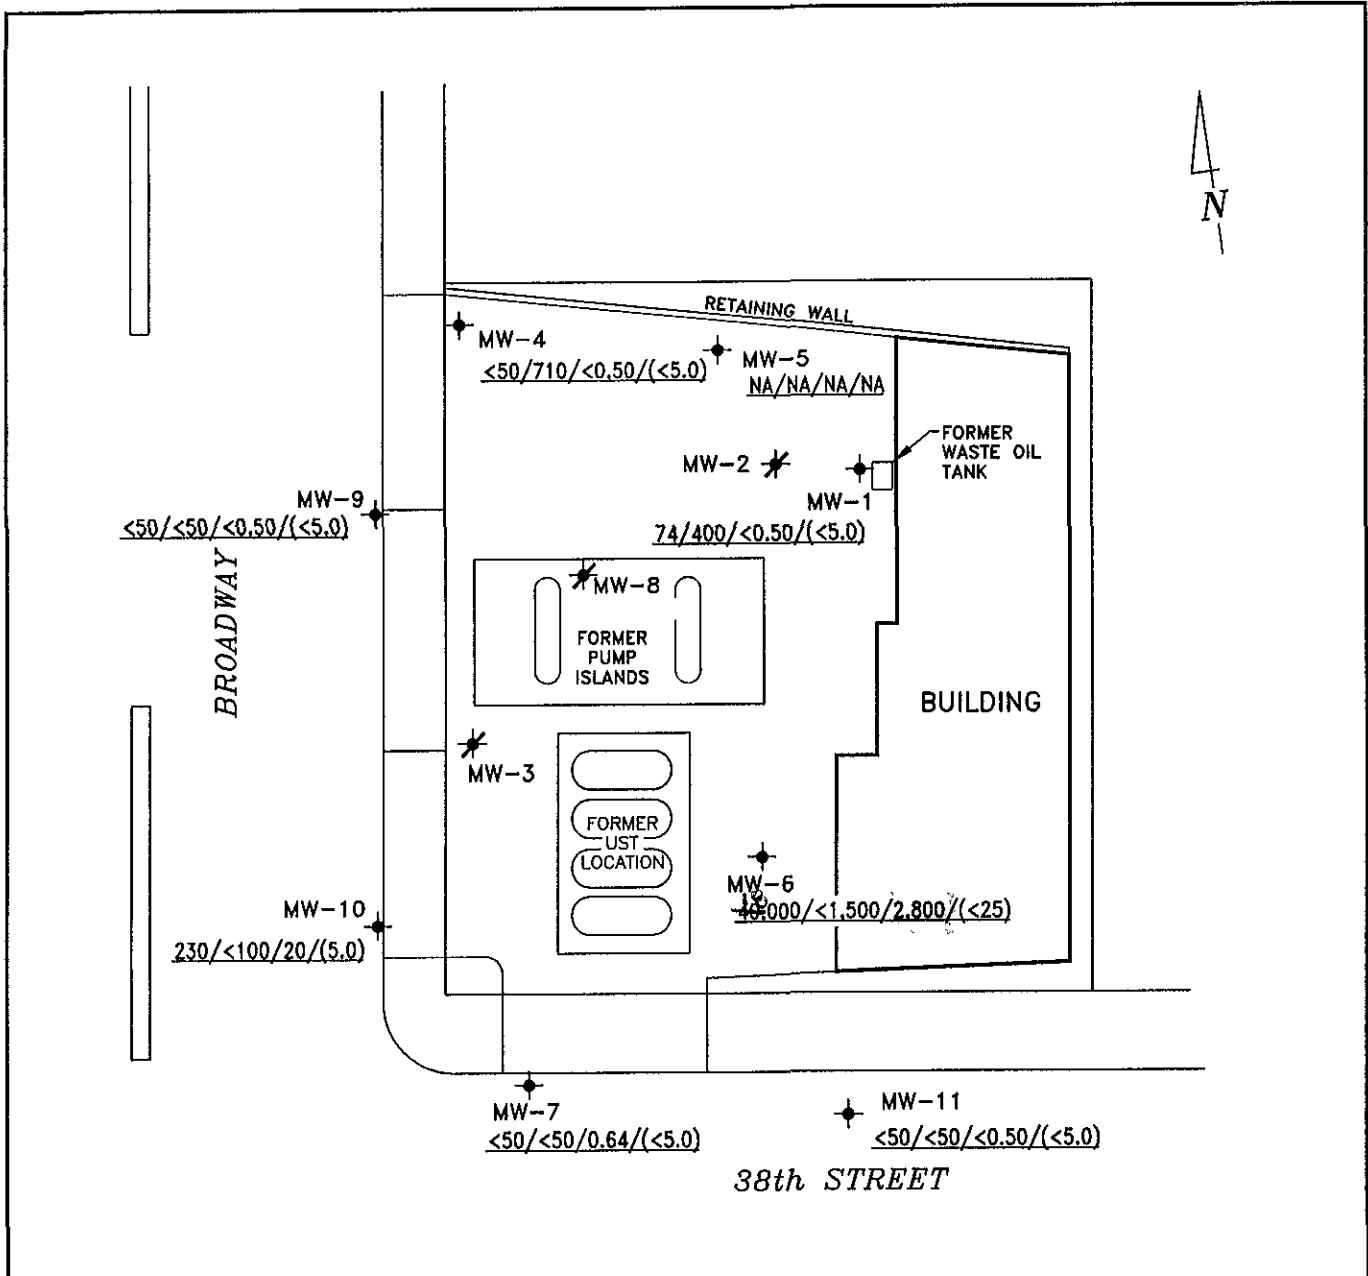 N
RETAINING WALL
MW-4
<50/710/<0.50/(<5.0)
MW-5
NA/NA/NA/NA
FORMER
WASTE OIL
TANK
MW-2
MW-1
74/400/<0.50/(<5.0)
MW-9
<50/<50/<0.50/(<5.0)
BROADWAY
MW-8
FORMER
PUMP
ISLANDS
BUILDING
MW-3
FORMER
UST
LOCATION
MW-6
/<1,500/2,800/(<25)
MW-10
230/<100/20/(5.0)
MW-7
<50/<50/0.64/(<5.0)
MW-11
<50/<50/<0.50/(<5.0)
38th STREET